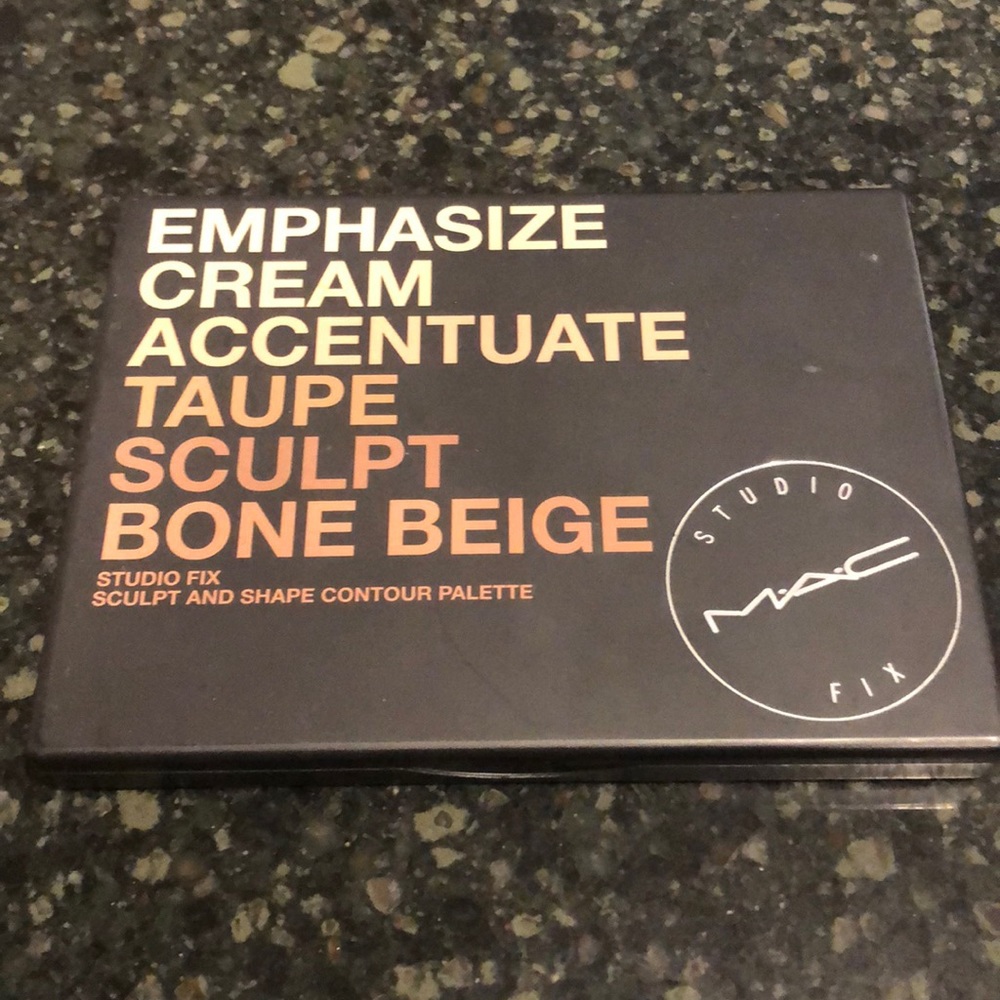 EMPHASIZE
CREAM
ACCENTUATE
TAUPE
SCULPT
BONE BEIGE
STUDIO FIX
SCULPT AND SHAPE CONTOUR PALETTE
STUDIO
M·A·C
FIX